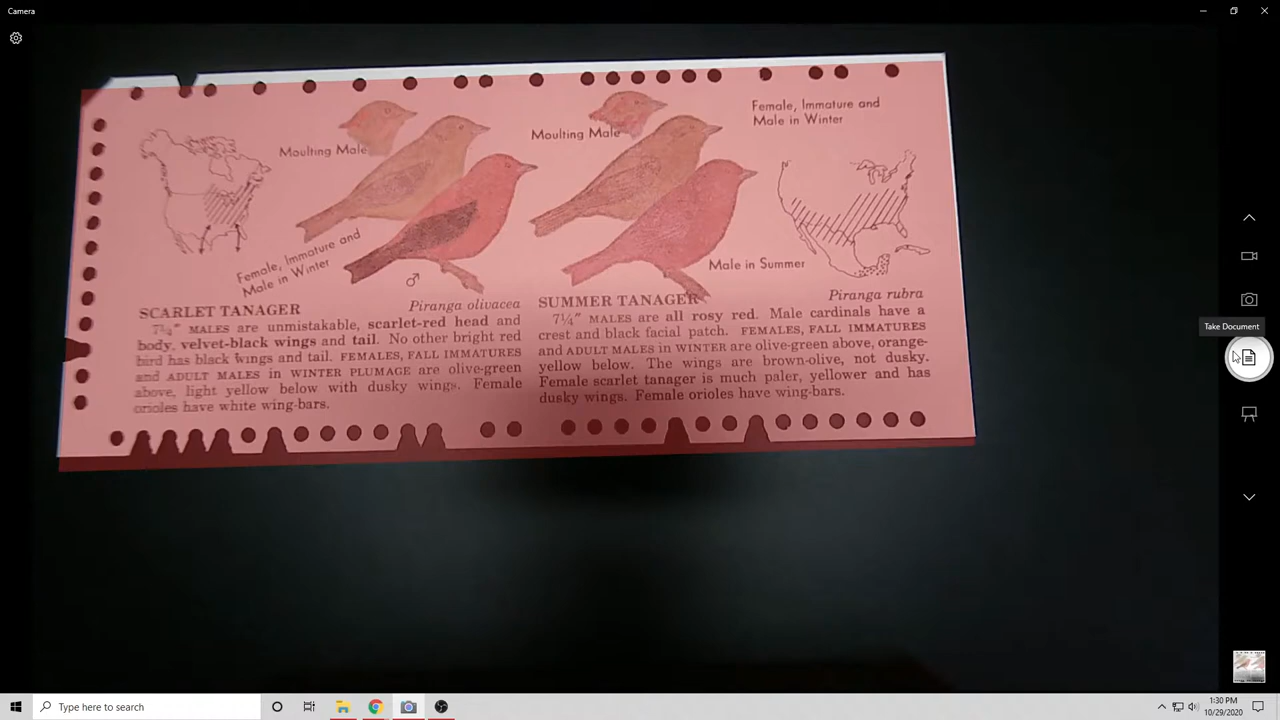 Camera
Female, Immature and
Male in Winter
Moulting Male
Moulting Male
Female, Immature and
Male in Winter
♂
Male in Summer
SCARLET TANAGER Piranga olivacea
7¼" MALES are unmistakable, scarlet-red head and
body, velvet-black wings and tail. No other bright red
bird has black wings and tail. FEMALES, FALL IMMATURES
and ADULT MALES in WINTER PLUMAGE are olive-green
above, light yellow below with dusky wings. Female
orioles have white wing-bars.
SUMMER TANAGER Piranga rubra
7¼" MALES are all rosy red. Male cardinals have a
crest and black facial patch. FEMALES, FALL IMMATURES
and ADULT MALES in WINTER are olive-green above, orange-
yellow below. The wings are brown-olive, not dusky.
Female scarlet tanager is much paler, yellower and has
dusky wings. Female orioles have wing-bars.
Take Document
Type here to search
1:30 PM
10/29/2020